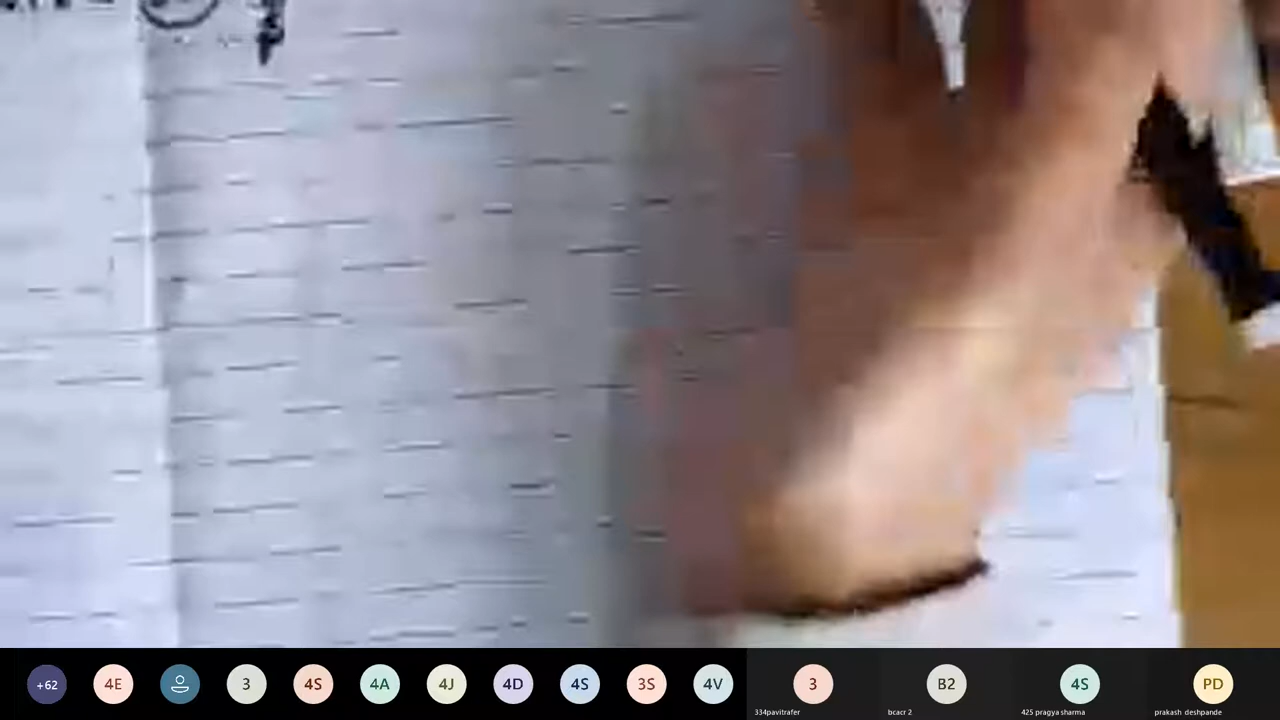 +62
4E
3
4S
4A
4J
4D
4S
3S
4V
3
B2
4S
PD
334pavitrafer
bcacr 2
425 pragya sharma
prakash deshpande